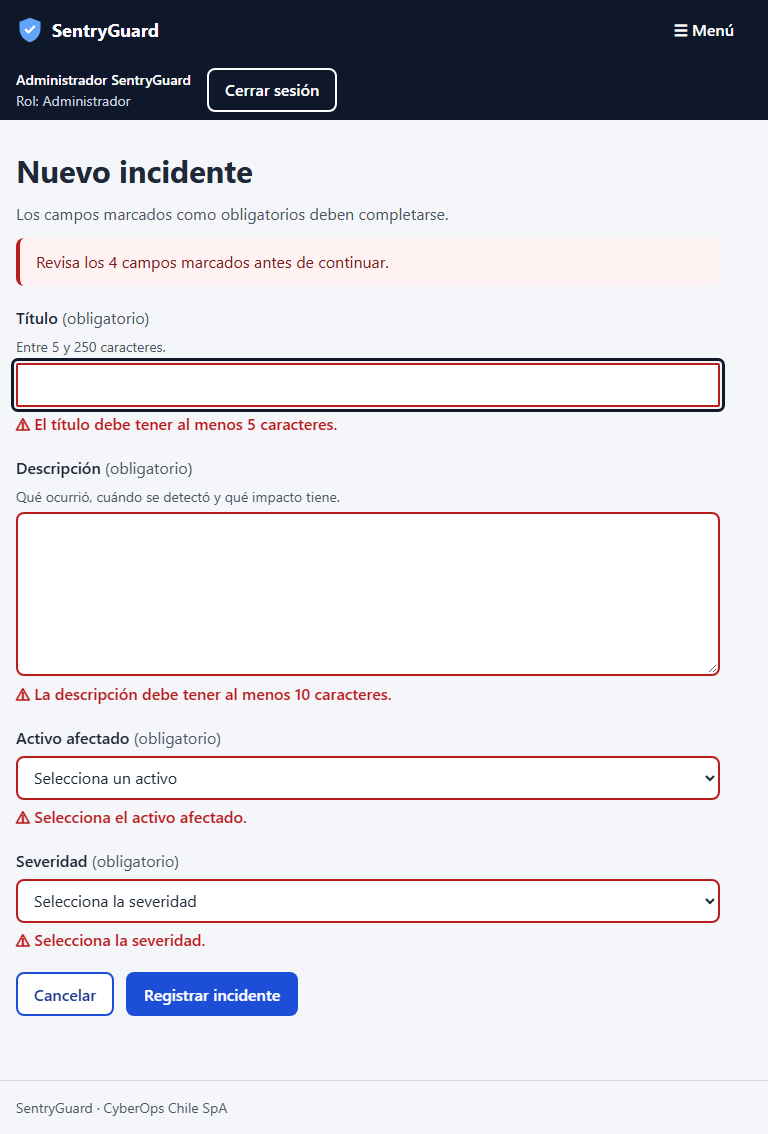 SentryGuard
☰ Menú
Administrador SentryGuard
Rol: Administrador
Cerrar sesión
Nuevo incidente
Los campos marcados como obligatorios deben completarse.
Revisa los 4 campos marcados antes de continuar.
Título (obligatorio)
Entre 5 y 250 caracteres.
⚠ El título debe tener al menos 5 caracteres.
Descripción (obligatorio)
Qué ocurrió, cuándo se detectó y qué impacto tiene.
⚠ La descripción debe tener al menos 10 caracteres.
Activo afectado (obligatorio)
Selecciona un activo
⚠ Selecciona el activo afectado.
Severidad (obligatorio)
Selecciona la severidad
⚠ Selecciona la severidad.
Cancelar
Registrar incidente
SentryGuard · CyberOps Chile SpA